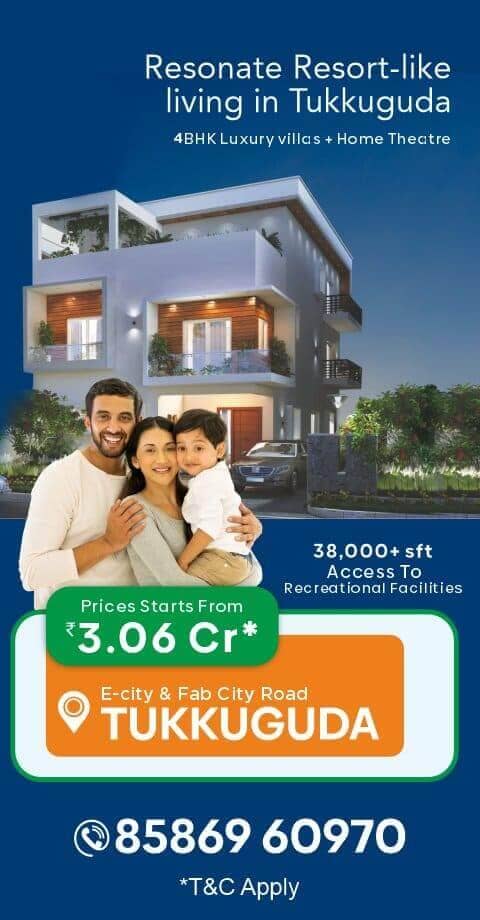 Resonate Resort-like
living in Tukkuguda
4BHK Luxury villas + Home Theatre
38,000+ sft
Access To
Recreational Facilities
Prices Starts From
₹3.06 Cr*
E-city & Fab City Road
TUKKUGUDA
85869 60970
*T&C Apply